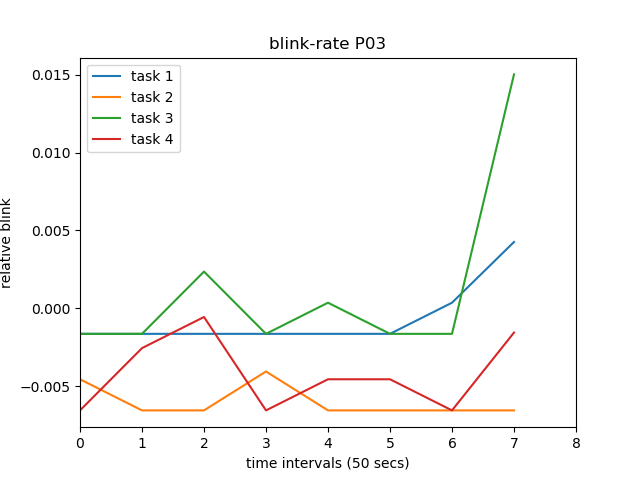 blink-rate P03
task 1
task 2
task 3
task 4
0.015
0.010
0.005
0.000
−0.005
relative blink
0 1 2 3 4 5 6 7 8
time intervals (50 secs)